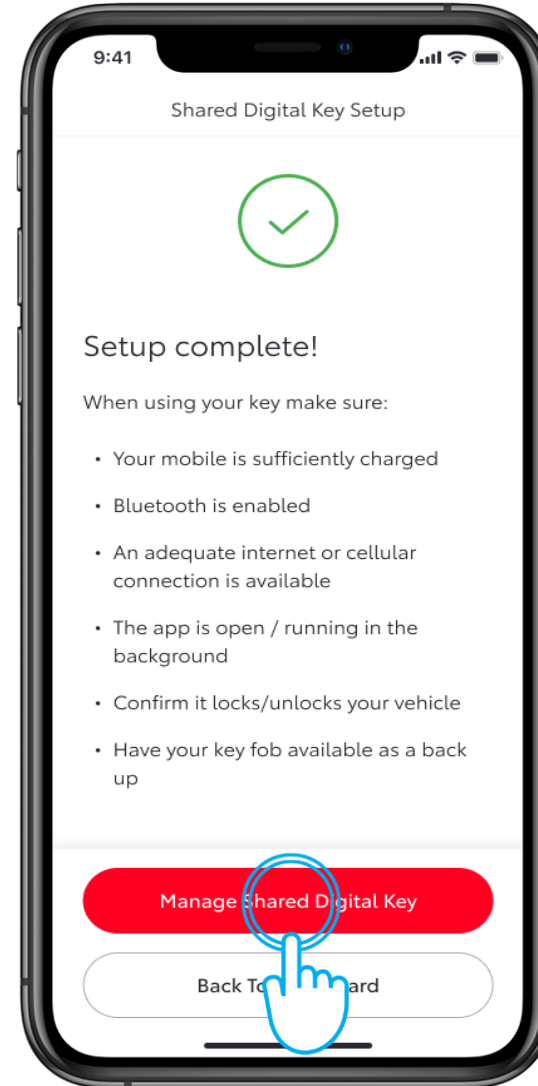 9:41
Shared Digital Key Setup
Setup complete!
When using your key make sure:
• Your mobile is sufficiently charged
• Bluetooth is enabled
• An adequate internet or cellular
connection is available
• The app is open / running in the
background
• Confirm it locks/unlocks your vehicle
• Have your key fob available as a back
up
Manage Shared Digital Key
Back To